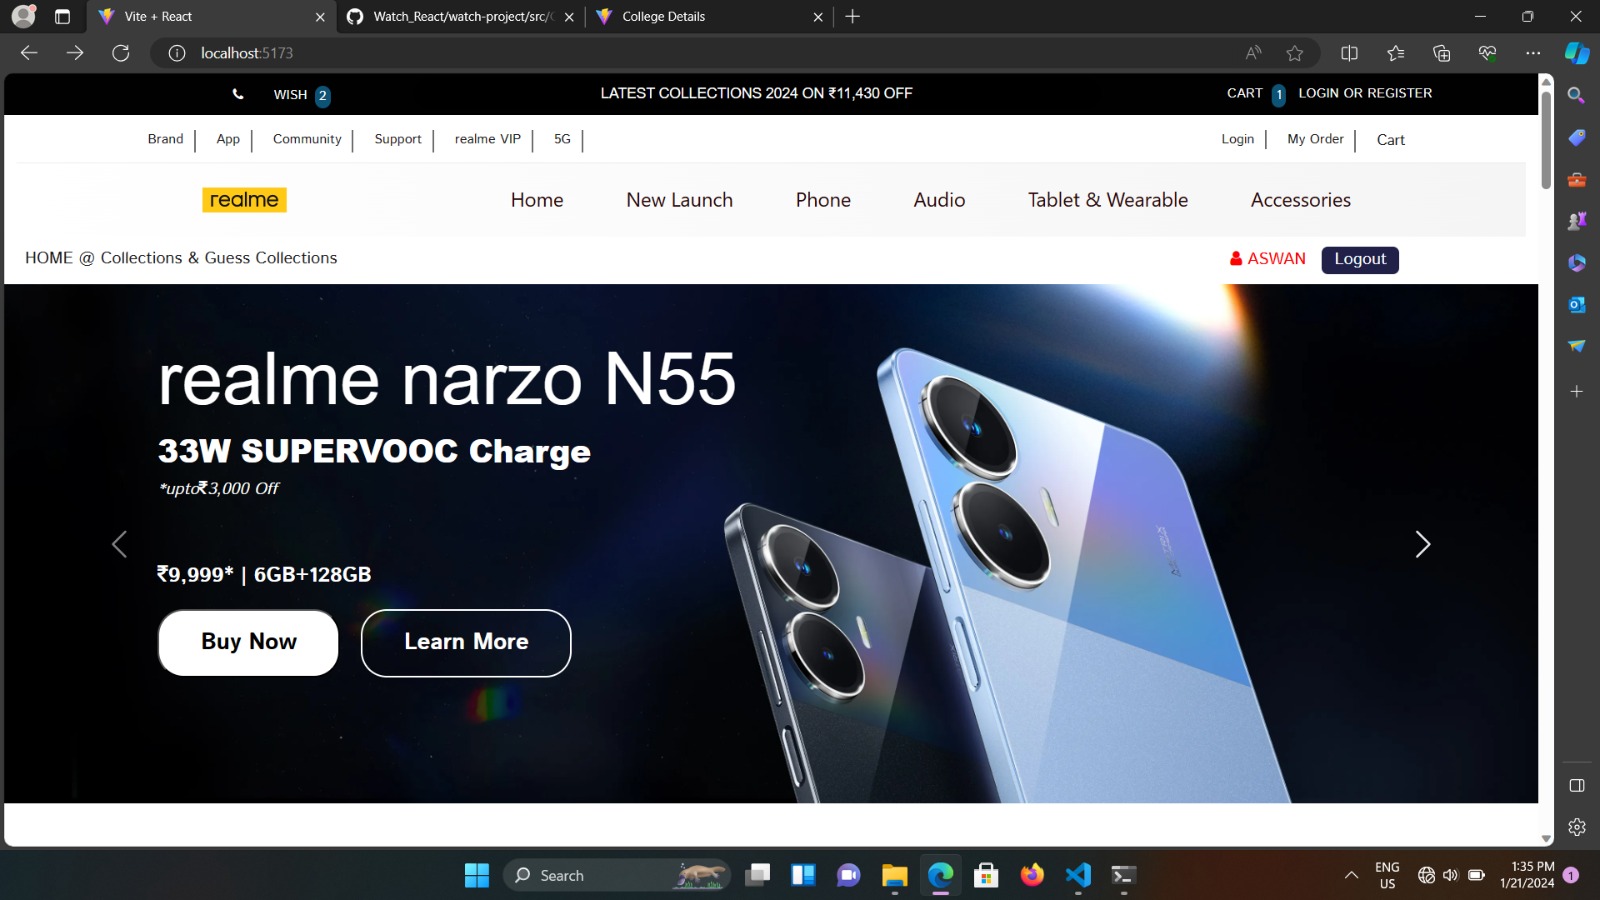 Vite + React
Watch_React/watch-project/src/
College Details
localhost:5173
WISH 2
LATEST COLLECTIONS 2024 ON ₹11,430 OFF
CART 1 LOGIN OR REGISTER
Brand App Community Support realme VIP 5G
Login My Order Cart
realme
Home New Launch Phone Audio Tablet & Wearable Accessories
HOME @ Collections & Guess Collections
ASWAN Logout
realme narzo N55
33W SUPERVOOC Charge
*upto₹3,000 Off
₹9,999* | 6GB+128GB
Buy Now Learn More
Search
ENG
US
1:35 PM
1/21/2024
1